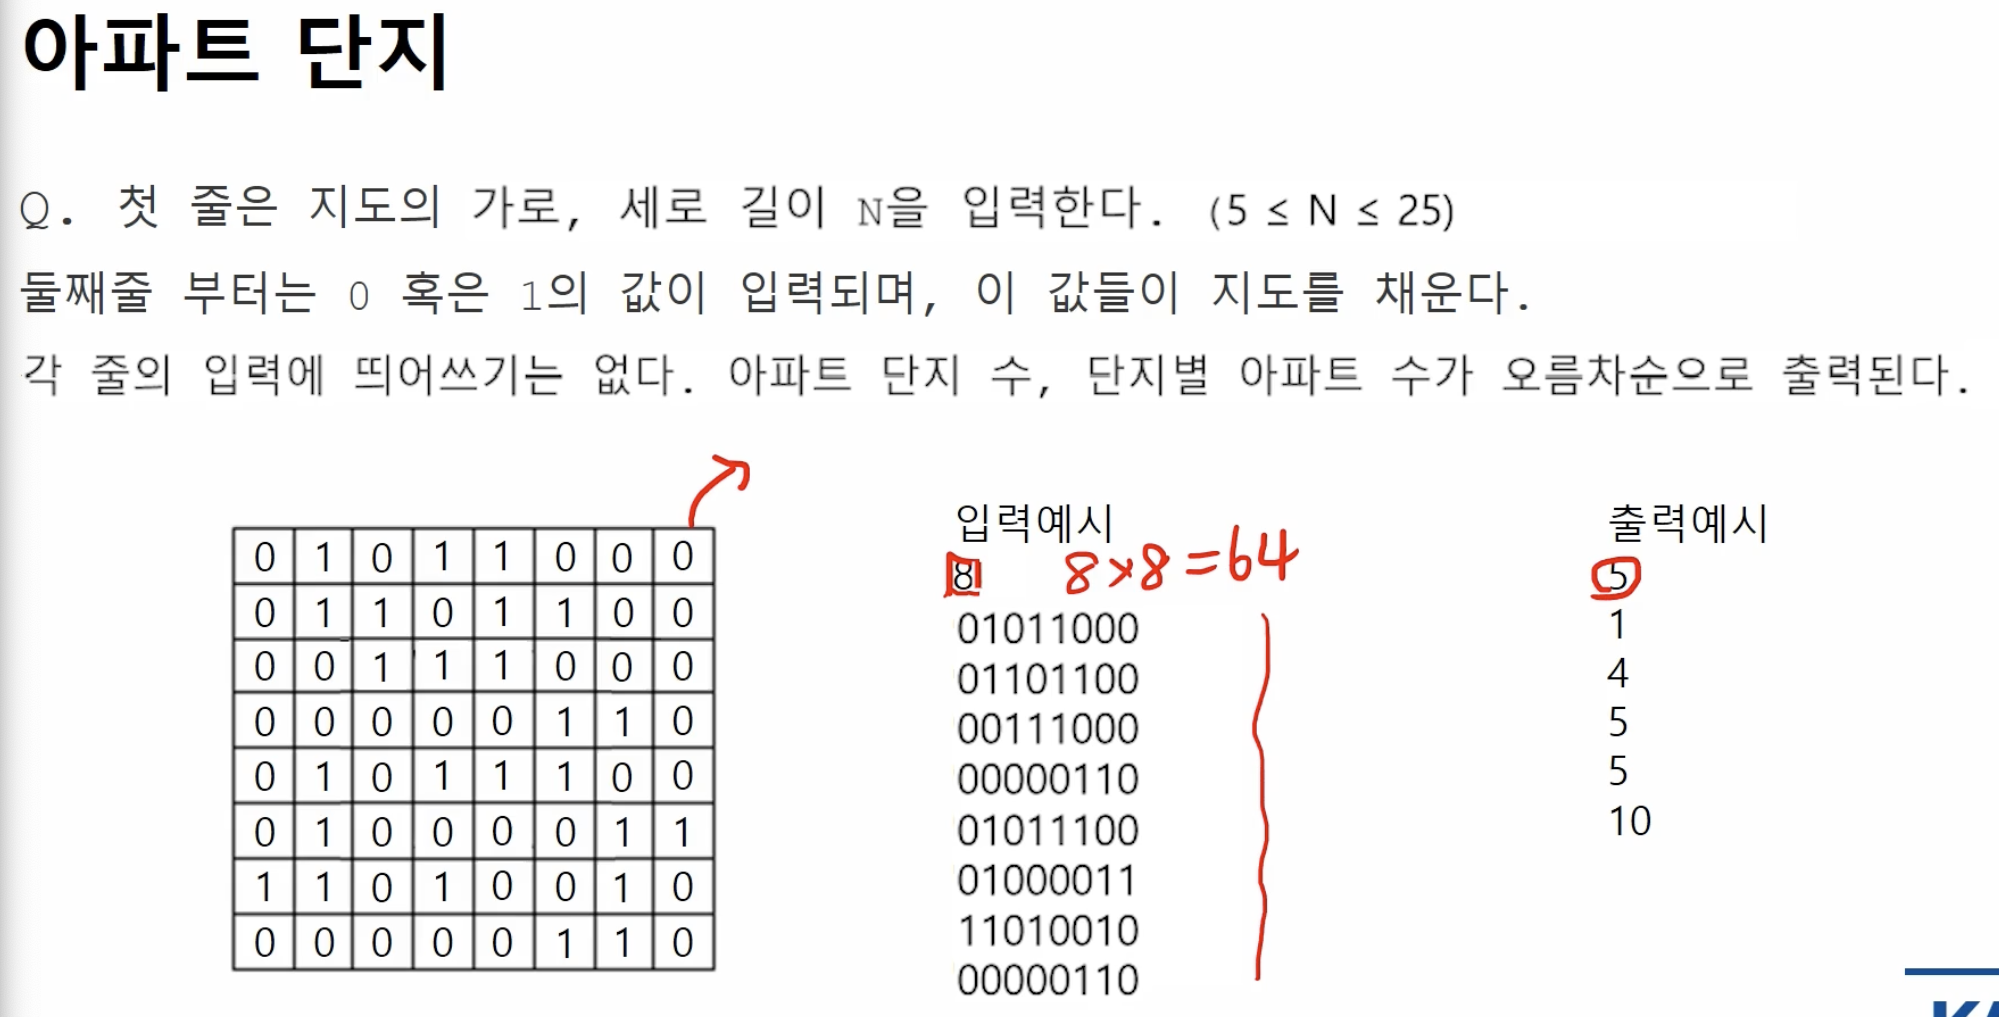 아파트 단지
Q. 첫 줄은 지도의 가로, 세로 길이 N을 입력한다. (5 ≤ N ≤ 25)
둘째줄 부터는 0 혹은 1의 값이 입력되며, 이 값들이 지도를 채운다.
각 줄의 입력에 띄어쓰기는 없다. 아파트 단지 수, 단지별 아파트 수가 오름차순으로 출력된다.
0 1 0 1 1 0 0 0
0 1 1 0 1 1 0 0
0 0 1 1 1 0 0 0
0 0 0 0 0 1 1 0
0 1 0 1 1 1 0 0
0 1 0 0 0 0 1 1
1 1 0 1 0 0 1 0
0 0 0 0 0 1 1 0
입력예시
8 8×8=64
01011000
01101100
00111000
00000110
01011100
01000011
11010010
00000110
출력예시
5
1
4
5
5
10